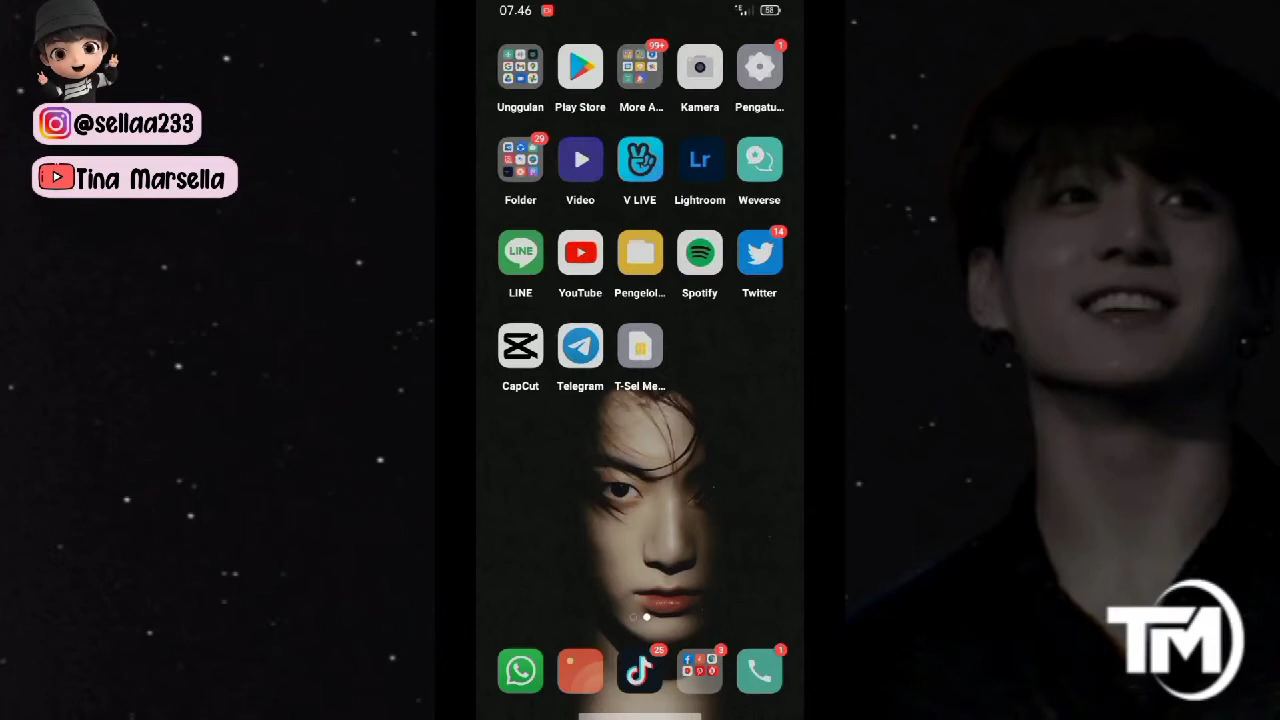 07.46
58
@sellaa233
Tina Marsella
99+
1
Unggulan
Play Store
More A...
Kamera
Pengatu...
29
Lr
Folder
Video
V LIVE
Lightroom
Weverse
LINE
14
LINE
YouTube
Pengelol...
Spotify
Twitter
CapCut
Telegram
T-Sel Me...
25
3
1
TM